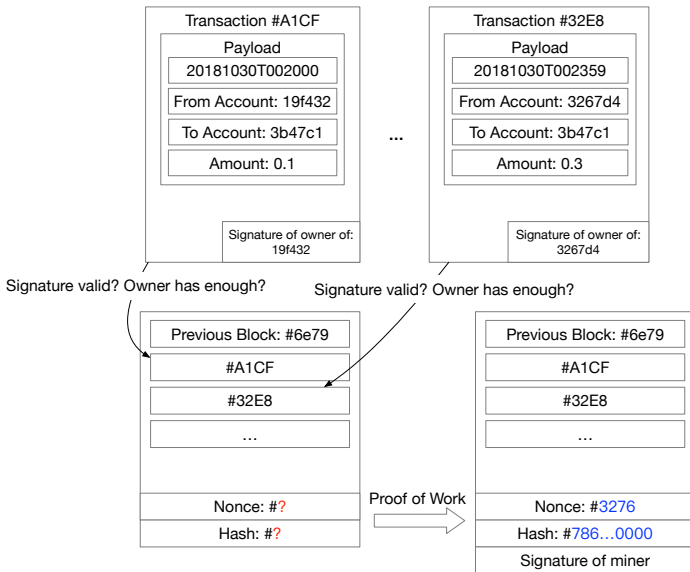 Transaction #A1CF
Payload
20181030T002000
From Account: 19f432
To Account: 3b47c1
Amount: 0.1
Signature of owner of:
19f432
...
Transaction #32E8
Payload
20181030T002359
From Account: 3267d4
To Account: 3b47c1
Amount: 0.3
Signature of owner of:
3267d4
Signature valid? Owner has enough?
Signature valid? Owner has enough?
Previous Block: #6e79
#A1CF
#32E8
...
Nonce: #?
Hash: #?
Proof of Work
Previous Block: #6e79
#A1CF
#32E8
...
Nonce: #3276
Hash: #786...0000
Signature of miner